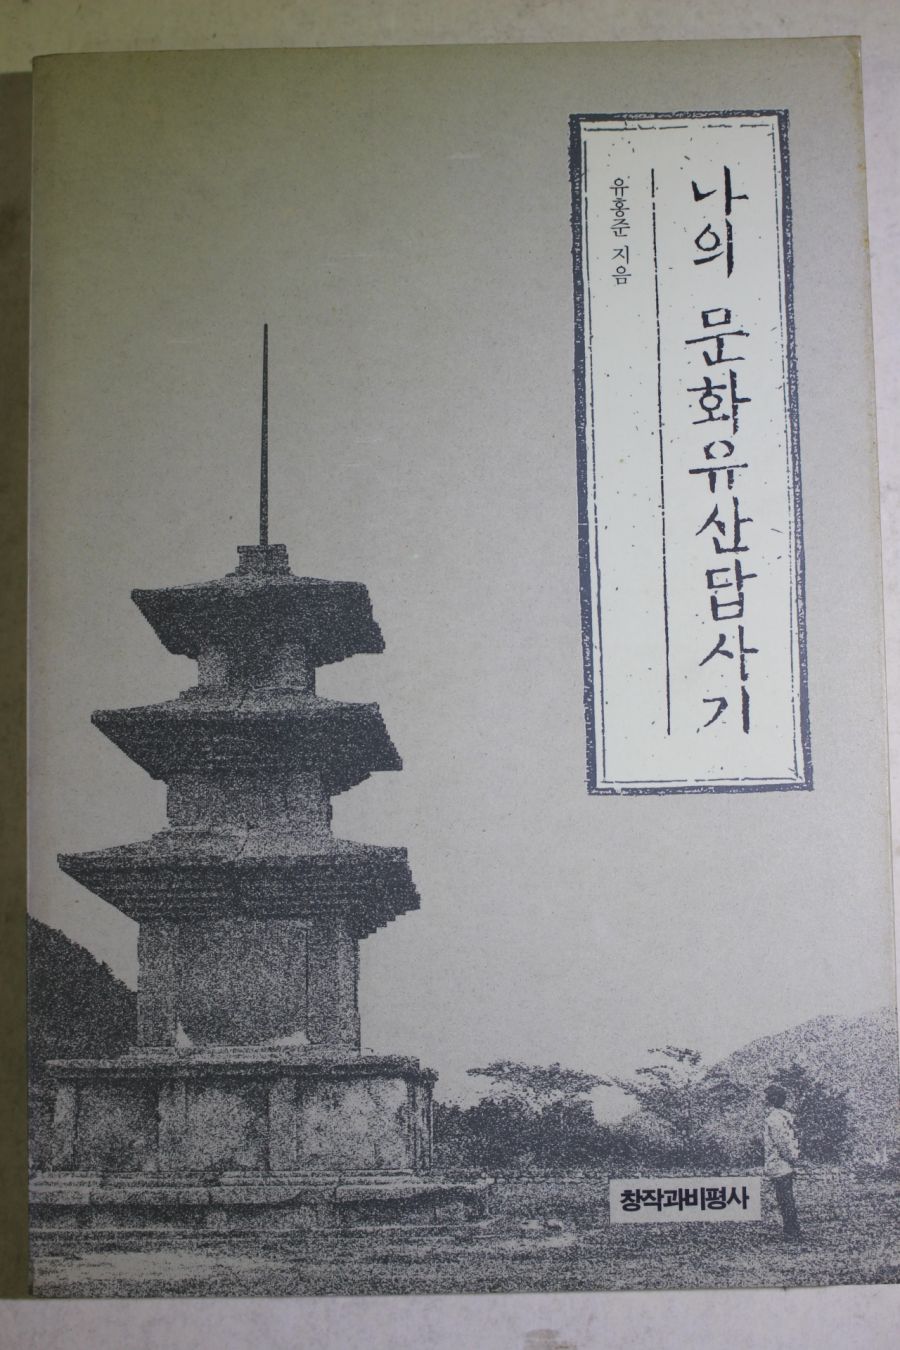 나의 문화유산답사기
유홍준 지음
창작과비평사